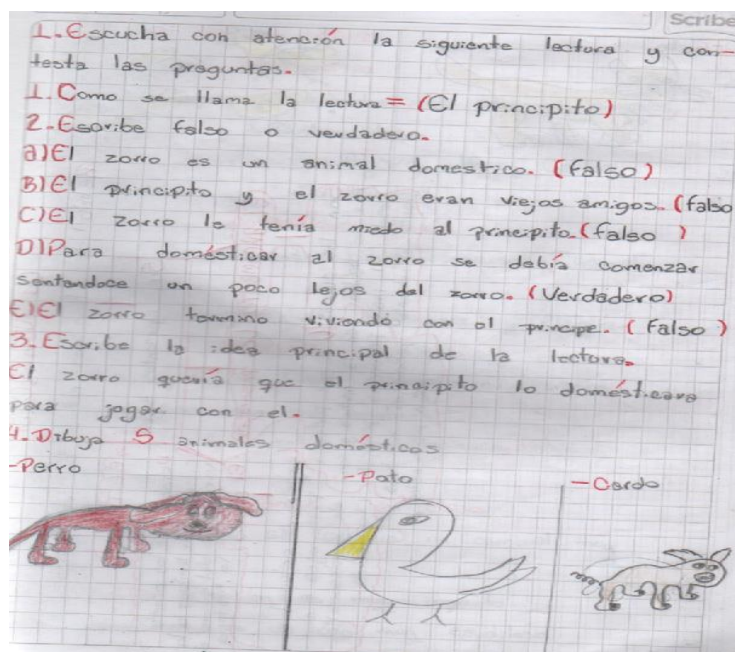 Scribe
1.-Escucha con atención la siguiente lectura y con-
testa las preguntas.
1. Como se llama la lectura = (El principito)
2.-Esoribe falso o verdadero.
a)El zorro es un animal domestico. (falso)
B)El principito y el zorro eran viejos amigos. (falso
C)El zorro le tenía miedo al principito. (falso )
D)Para domésticar al zorro se debía comenzar
sentandoce un poco lejos del zorro. (Verdadero)
E)El zorro termino viviendo con el principe. ( Falso )
3. Escribe la idea principal de la lectura.
El zorro quería que el principito lo domésticara
para jogar con el.
4.-Dibuja 5 animales domésticos
-Perro
-Pato
-Cerdo